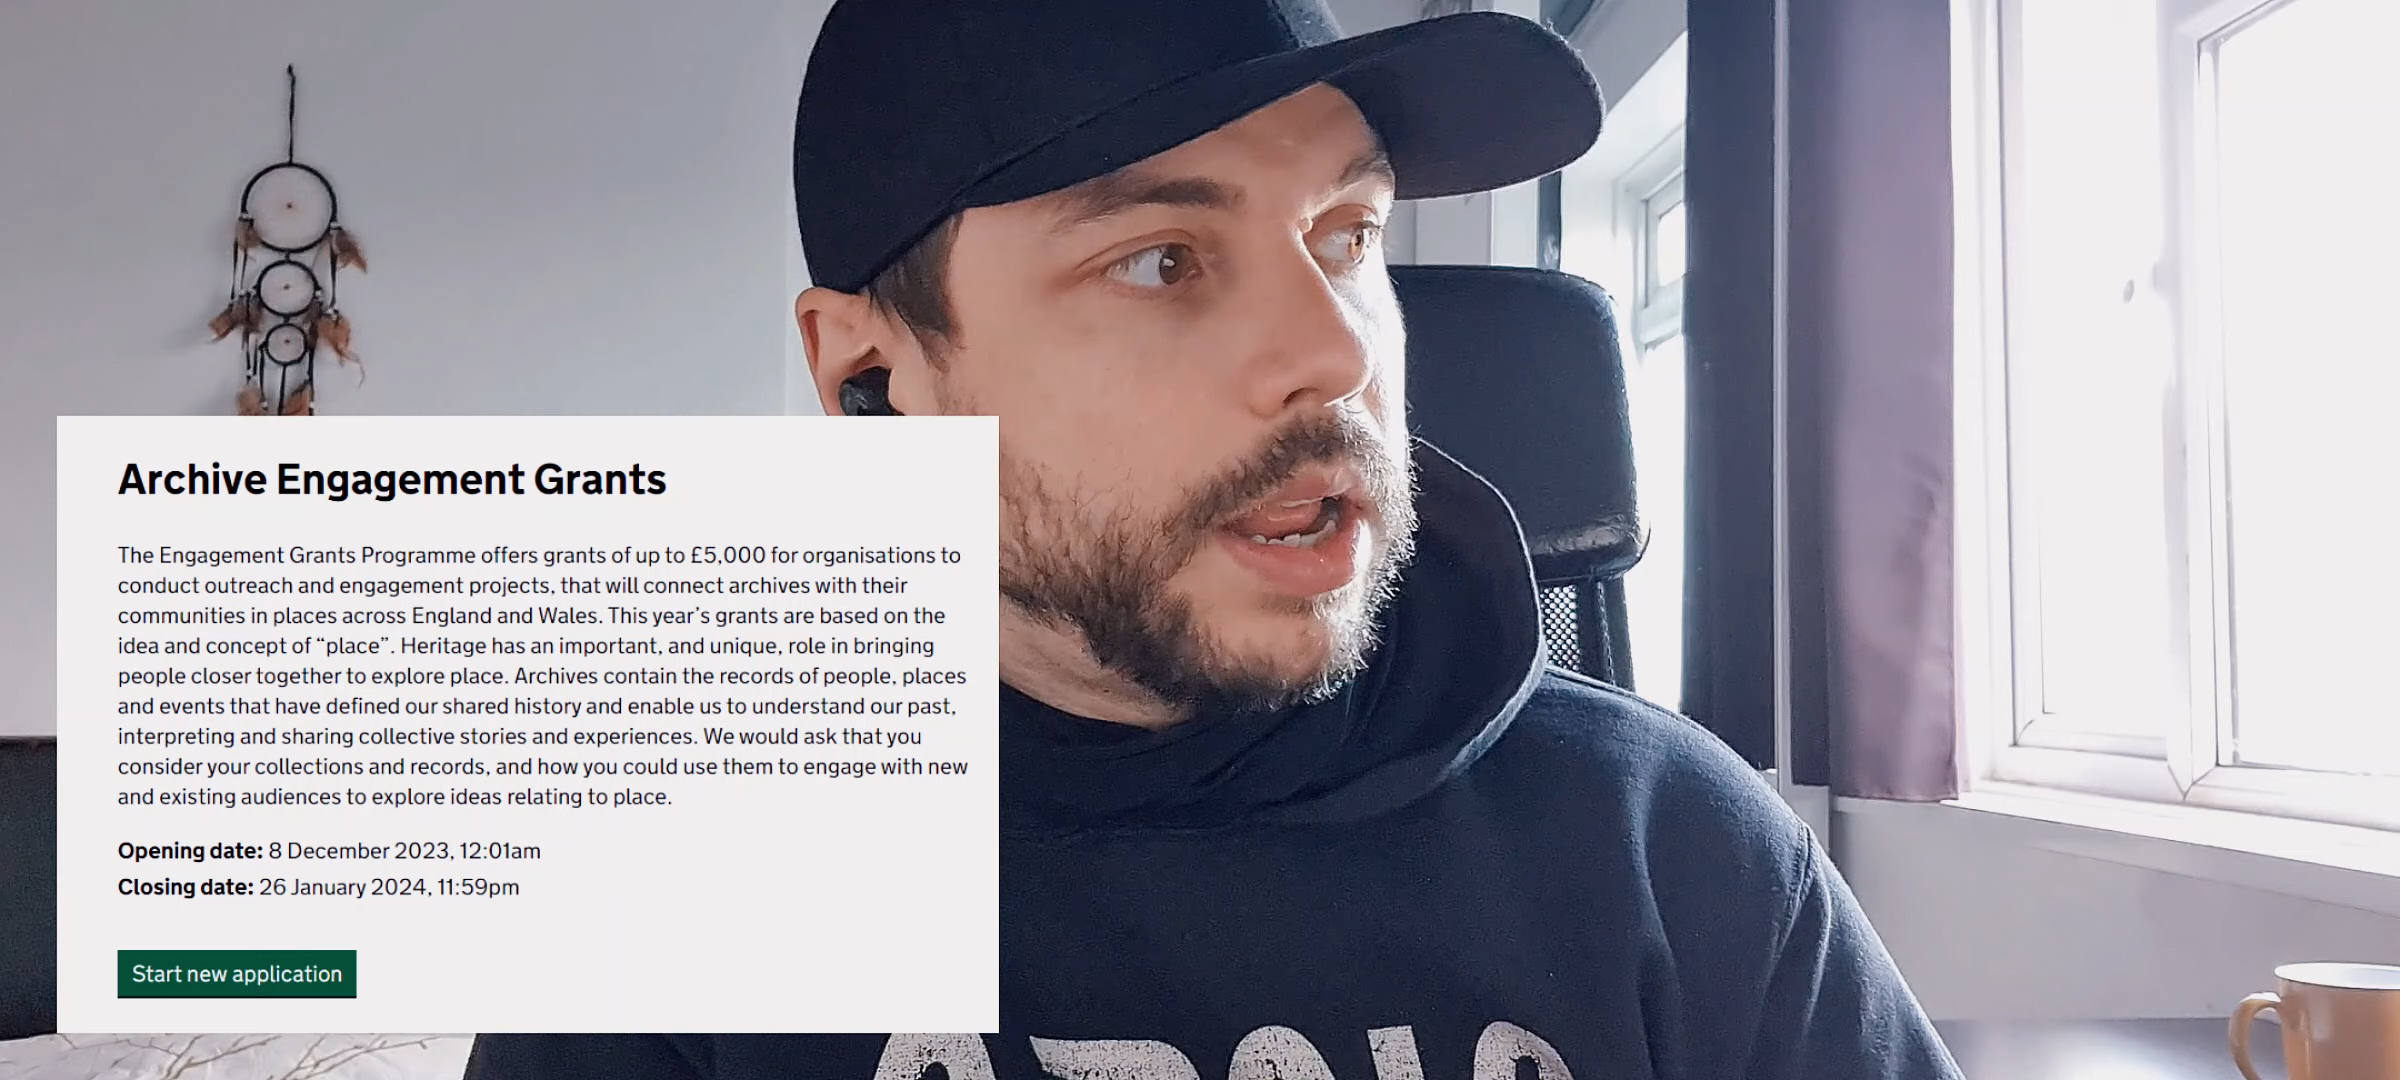 Archive Engagement Grants
The Engagement Grants Programme offers grants of up to £5,000 for organisations to
conduct outreach and engagement projects, that will connect archives with their
communities in places across England and Wales. This year’s grants are based on the
idea and concept of “place”. Heritage has an important, and unique, role in bringing
people closer together to explore place. Archives contain the records of people, places
and events that have defined our shared history and enable us to understand our past,
interpreting and sharing collective stories and experiences. We would ask that you
consider your collections and records, and how you could use them to engage with new
and existing audiences to explore ideas relating to place.
Opening date: 8 December 2023, 12:01am
Closing date: 26 January 2024, 11:59pm
Start new application